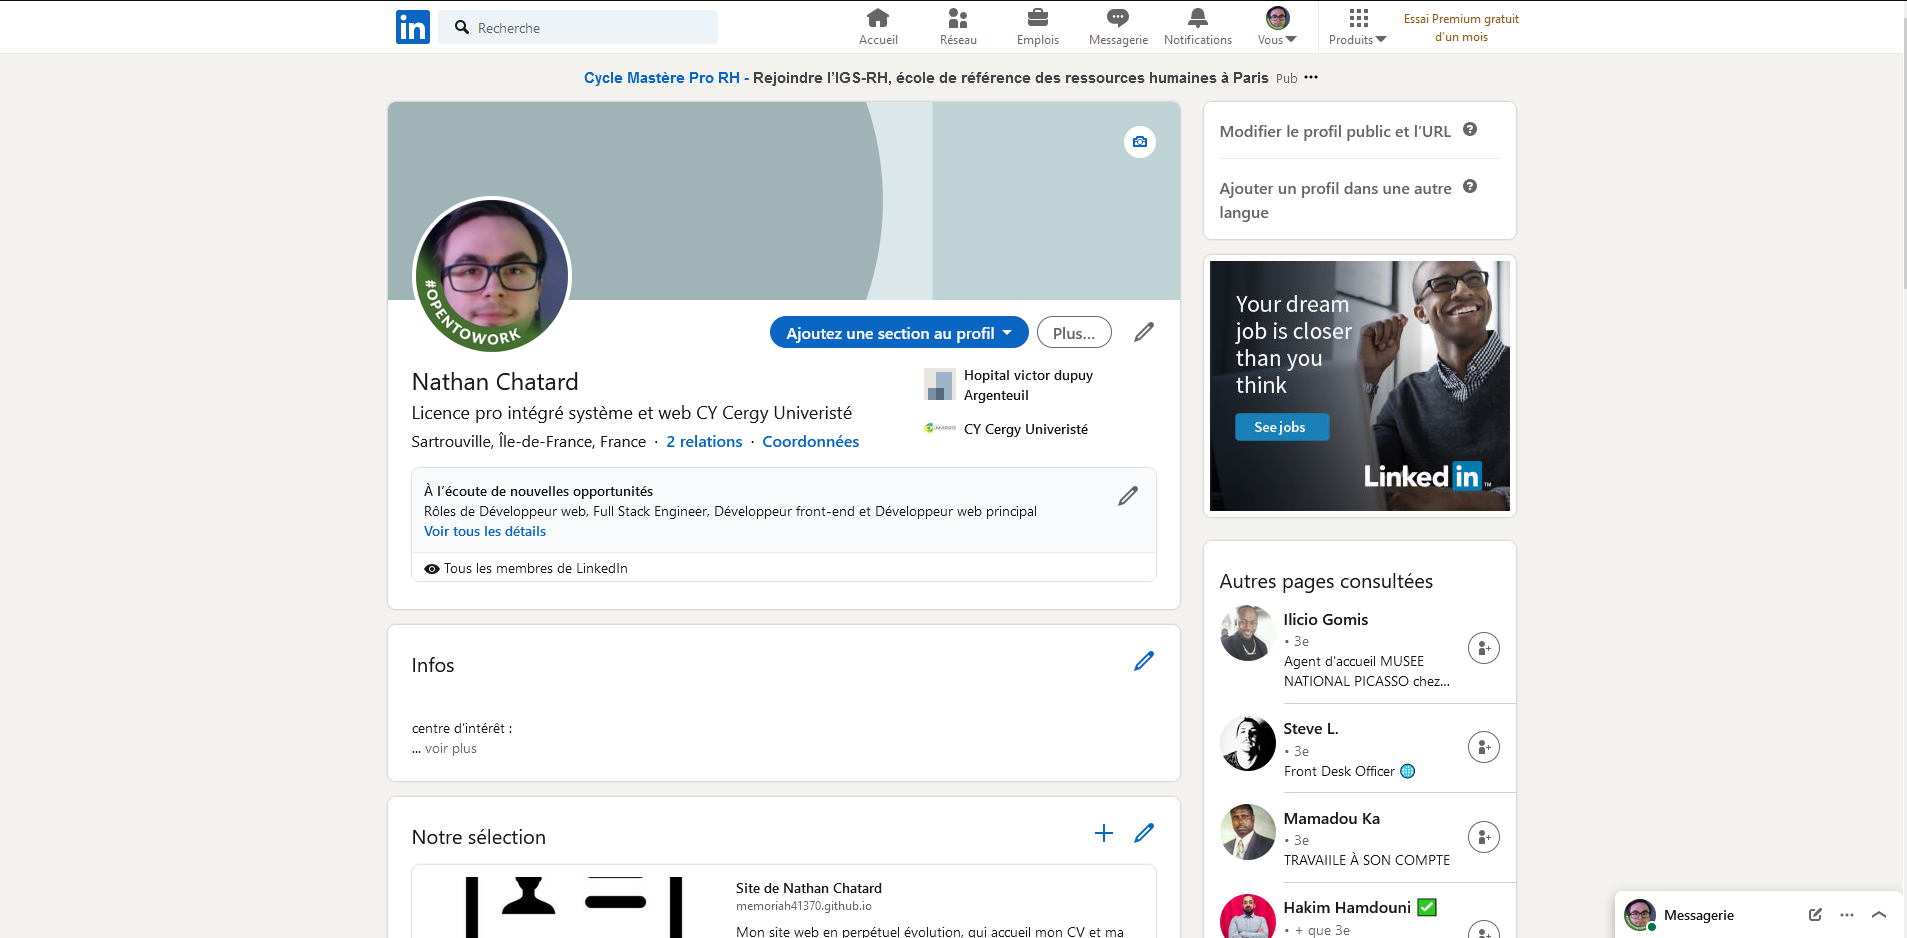 in
Recherche
Accueil
Réseau
Emplois
Messagerie
Notifications
Vous
Produits
Essai Premium gratuit
d'un mois
Cycle Mastère Pro RH - Rejoindre l'IGS-RH, école de référence des ressources humaines à Paris Pub ···
#OPENTOWORK
Ajoutez une section au profil
Plus...
Nathan Chatard
Licence pro intégré système et web CY Cergy Univeristé
Sartrouville, Île-de-France, France · 2 relations · Coordonnées
Hopital victor dupuy
Argenteuil
CY Cergy Univeristé
À l'écoute de nouvelles opportunités
Rôles de Développeur web, Full Stack Engineer, Développeur front-end et Développeur web principal
Voir tous les détails
Tous les membres de LinkedIn
Infos
centre d'intérêt :
... voir plus
Notre sélection
Site de Nathan Chatard
memoriah41370.github.io
Mon site web en perpétuel évolution, qui accueil mon CV et ma
Modifier le profil public et l'URL
Ajouter un profil dans une autre
langue
Your dream
job is closer
than you
think
See jobs
Linked in ™
Autres pages consultées
Ilicio Gomis
• 3e
Agent d'accueil MUSEE
NATIONAL PICASSO chez...
Steve L.
• 3e
Front Desk Officer
Mamadou Ka
• 3e
TRAVAIILE À SON COMPTE
Hakim Hamdouni
• + que 3e
Messagerie